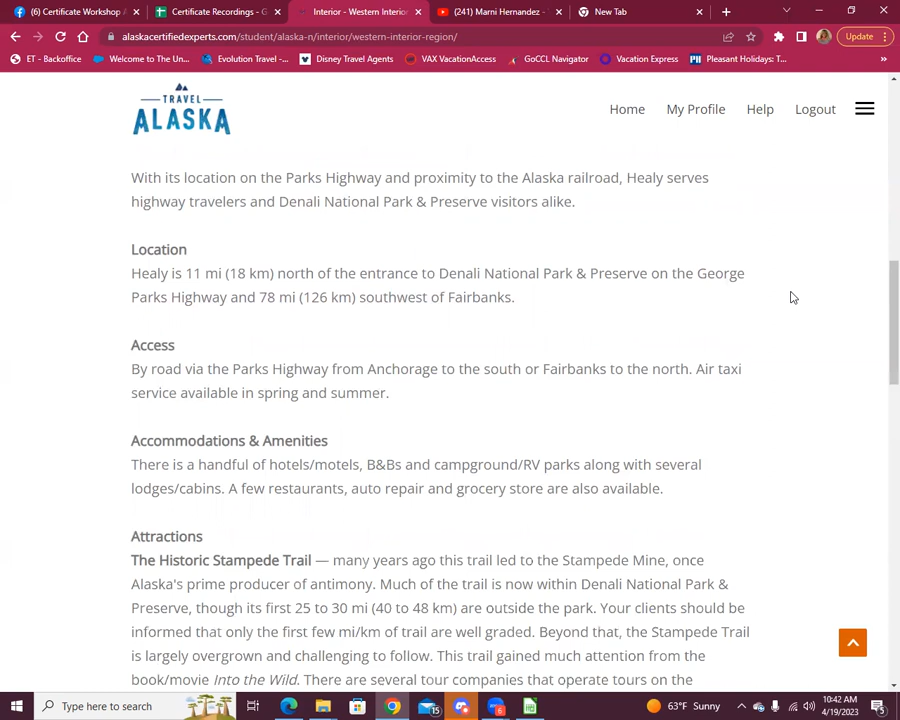 (6) Certificate Workshop A
Certificate Recordings - G
Interior - Western Interior
(241) Marni Hernandez -
New Tab
alaskacertifiedexperts.com/student/alaska-n/interior/western-interior-region/
Update
ET - Backoffice
Welcome to The Un...
Evolution Travel -...
Disney Travel Agents
VAX VacationAccess
GoCCL Navigator
Vacation Express
Pleasant Holidays: T...
TRAVEL
ALASKA
Home
My Profile
Help
Logout
With its location on the Parks Highway and proximity to the Alaska railroad, Healy serves
highway travelers and Denali National Park & Preserve visitors alike.
Location
Healy is 11 mi (18 km) north of the entrance to Denali National Park & Preserve on the George
Parks Highway and 78 mi (126 km) southwest of Fairbanks.
Access
By road via the Parks Highway from Anchorage to the south or Fairbanks to the north. Air taxi
service available in spring and summer.
Accommodations & Amenities
There is a handful of hotels/motels, B&Bs and campground/RV parks along with several
lodges/cabins. A few restaurants, auto repair and grocery store are also available.
Attractions
The Historic Stampede Trail — many years ago this trail led to the Stampede Mine, once
Alaska's prime producer of antimony. Much of the trail is now within Denali National Park &
Preserve, though its first 25 to 30 mi (40 to 48 km) are outside the park. Your clients should be
informed that only the first few mi/km of trail are well graded. Beyond that, the Stampede Trail
is largely overgrown and challenging to follow. This trail gained much attention from the
book/movie Into the Wild. There are several tour companies that operate tours on the
Type here to search
15
6
63°F Sunny
10:42 AM
4/19/2023
5